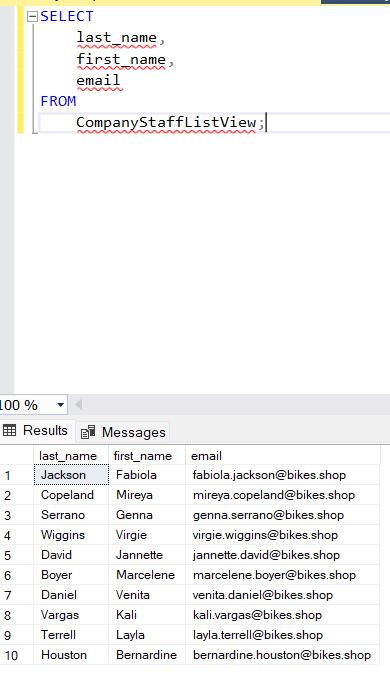 SELECT
last_name,
first_name,
email
FROM
CompanyStaffListView;
100 %
Results Messages
last_name first_name email
1 Jackson Fabiola fabiola.jackson@bikes.shop
2 Copeland Mireya mireya.copeland@bikes.shop
3 Serrano Genna genna.serrano@bikes.shop
4 Wiggins Virgie virgie.wiggins@bikes.shop
5 David Jannette jannette.david@bikes.shop
6 Boyer Marcelene marcelene.boyer@bikes.shop
7 Daniel Venita venita.daniel@bikes.shop
8 Vargas Kali kali.vargas@bikes.shop
9 Terrell Layla layla.terrell@bikes.shop
10 Houston Bernardine bernardine.houston@bikes.shop